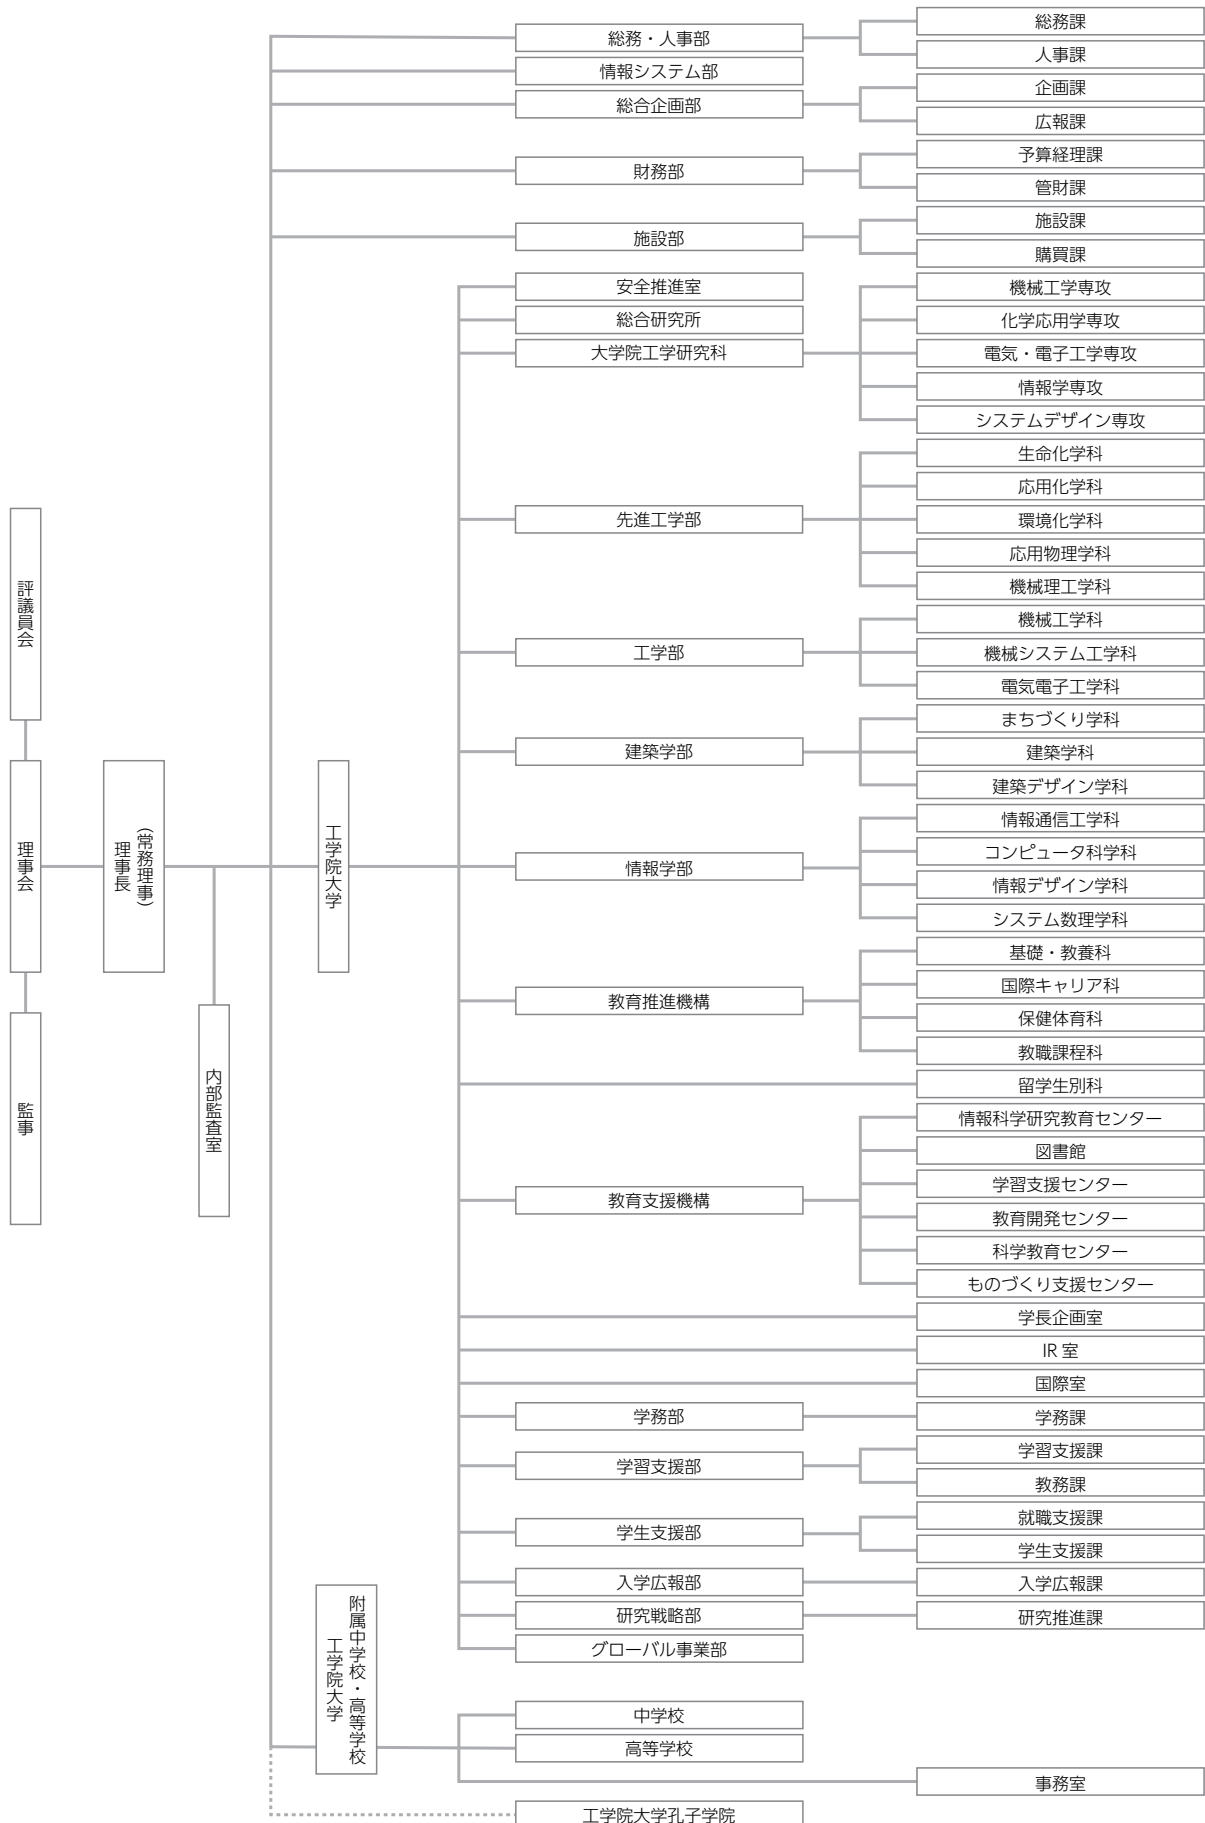 評議員会
理事会
監事
(常務理事)
理事長
内部監査室
工学院大学
附属中学校・高等学校
工学院大学
総務・人事部
総務課
人事課
情報システム部
総合企画部
企画課
広報課
財務部
予算経理課
管財課
施設部
施設課
購買課
安全推進室
総合研究所
大学院工学研究科
機械工学専攻
化学応用学専攻
電気・電子工学専攻
情報学専攻
システムデザイン専攻
先進工学部
生命化学科
応用化学科
環境化学科
応用物理学科
機械理工学科
工学部
機械工学科
機械システム工学科
電気電子工学科
建築学部
まちづくり学科
建築学科
建築デザイン学科
情報学部
情報通信工学科
コンピュータ科学科
情報デザイン学科
システム数理学科
教育推進機構
基礎・教養科
国際キャリア科
保健体育科
教職課程科
留学生別科
教育支援機構
情報科学研究教育センター
図書館
学習支援センター
教育開発センター
科学教育センター
ものづくり支援センター
学長企画室
IR 室
国際室
学務部
学務課
学習支援部
学習支援課
教務課
学生支援部
就職支援課
学生支援課
入学広報部
入学広報課
研究戦略部
研究推進課
グローバル事業部
中学校
高等学校
事務室
工学院大学孔子学院